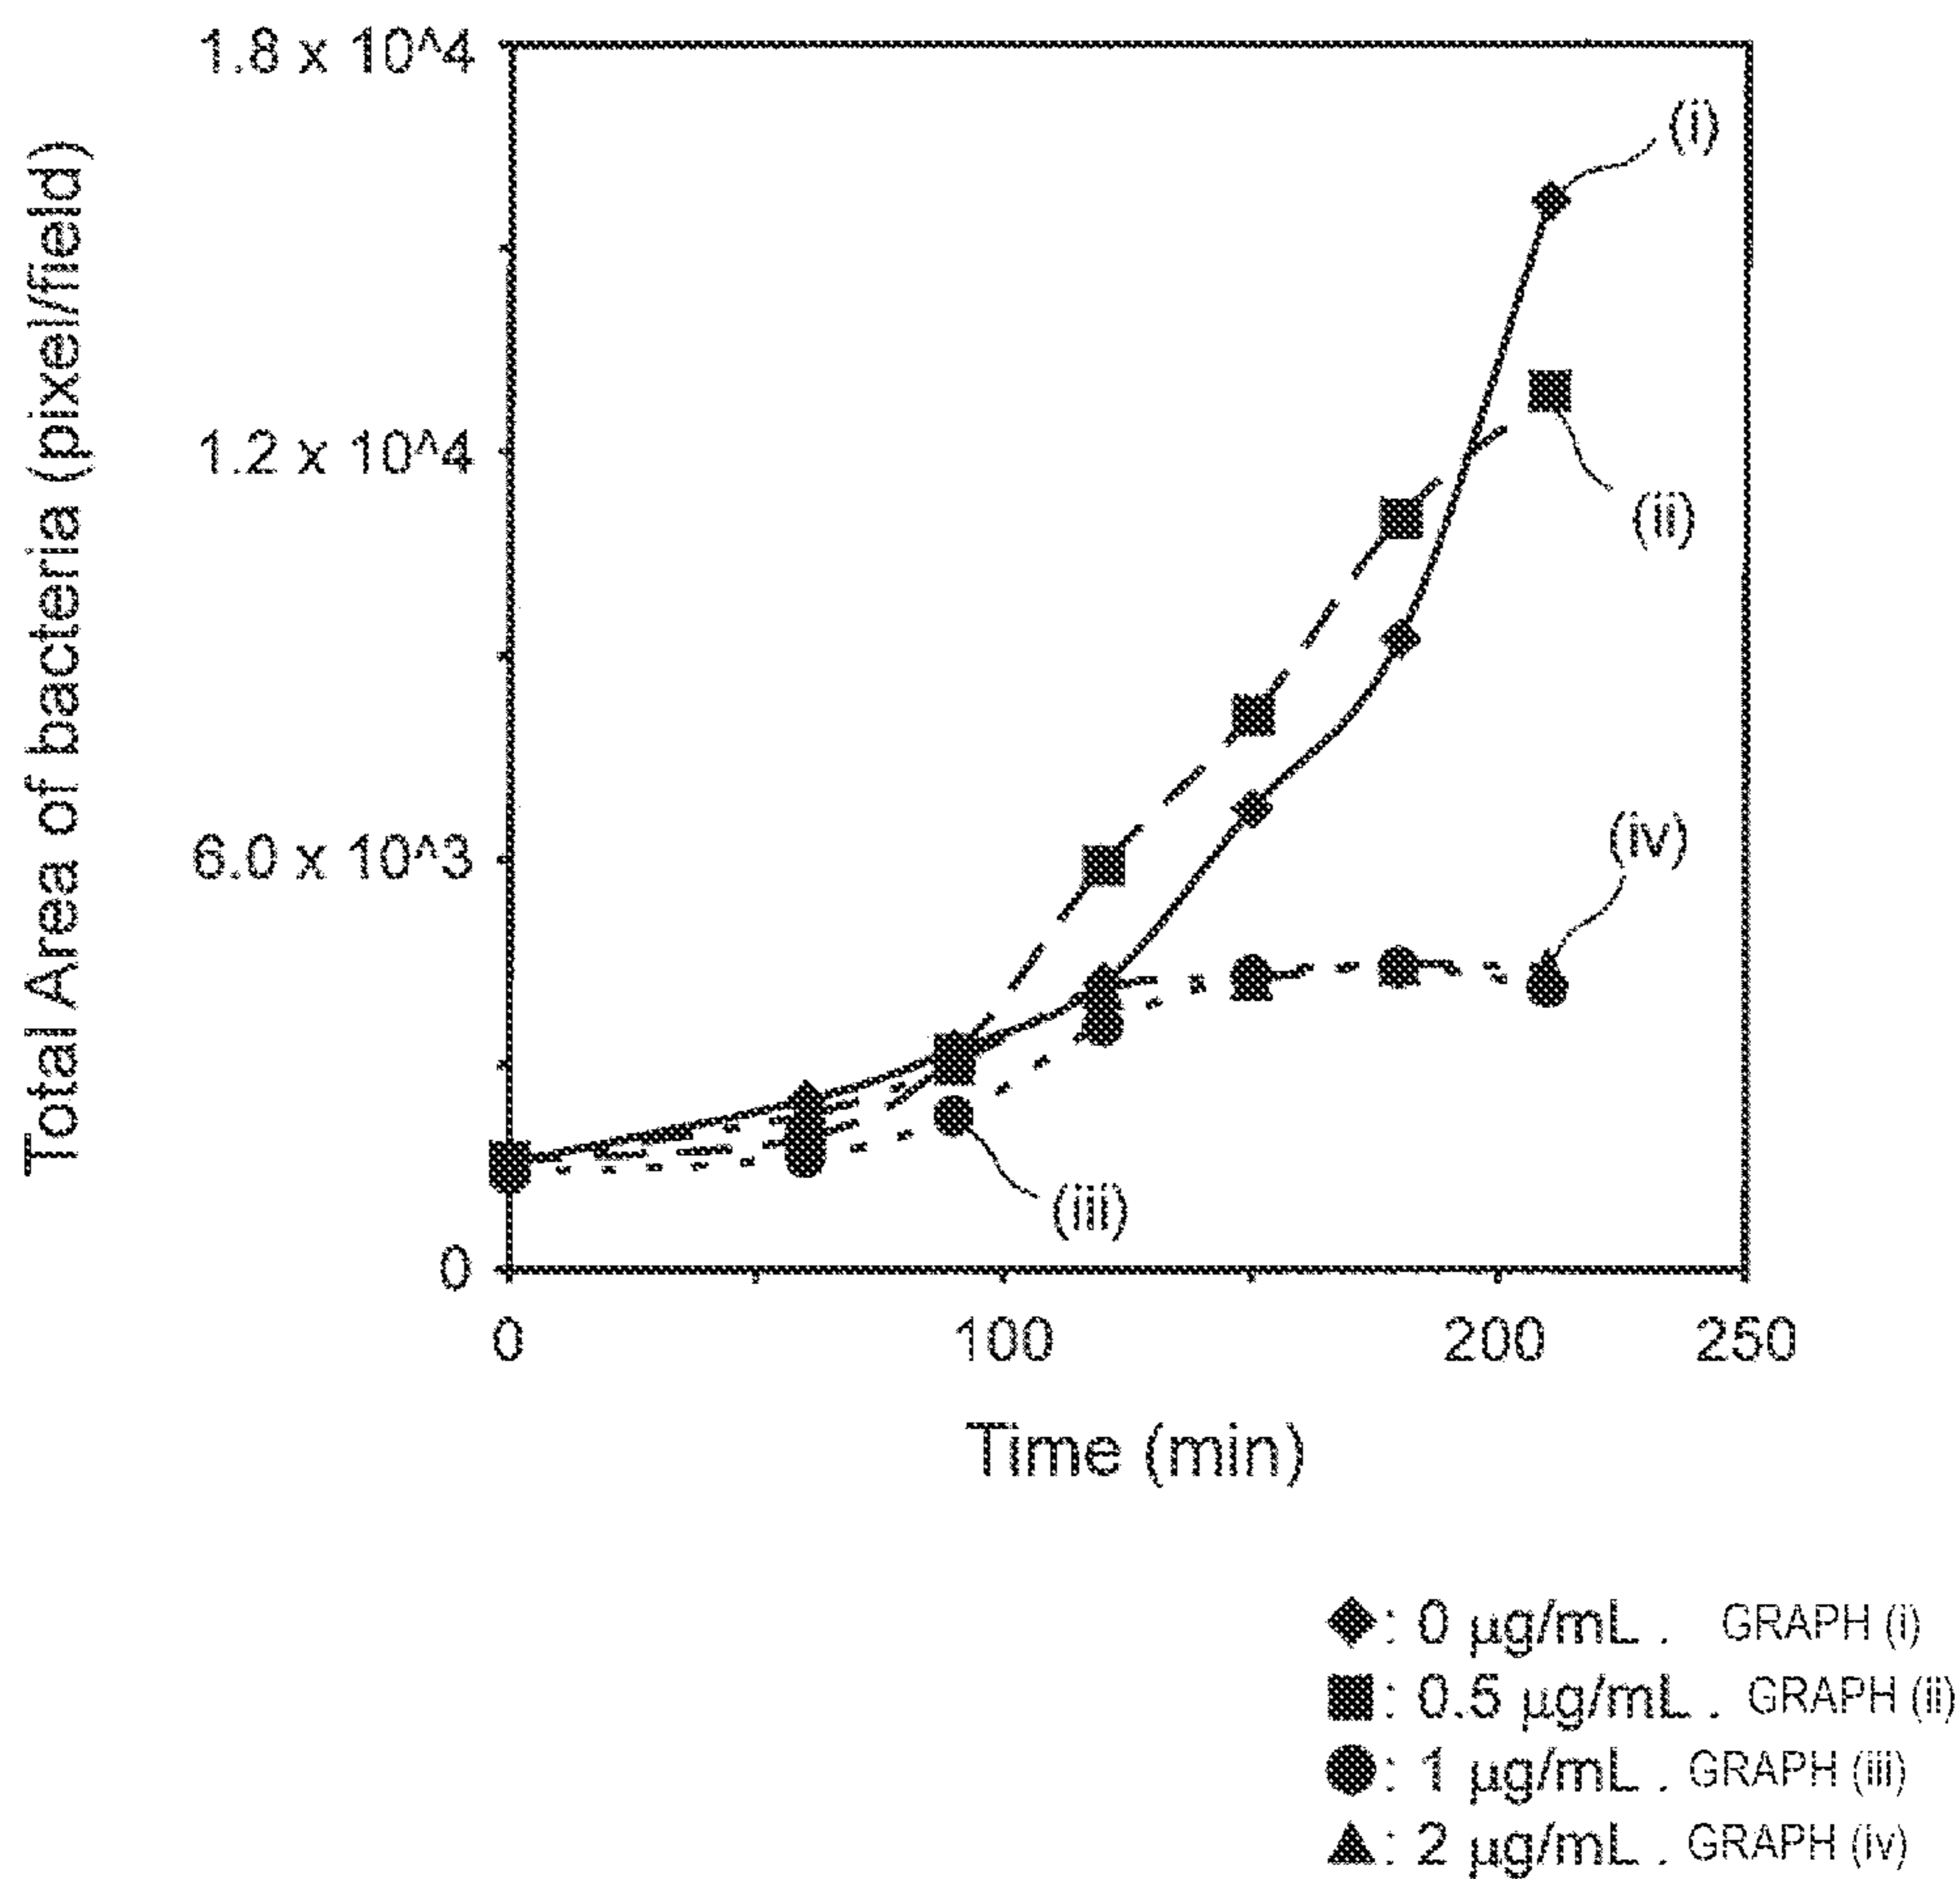 Total Area of bacteria (pixel/field)
1.8 x 10^4
1.2 x 10^4
6.0 x 10^3
0
(i)
(ii)
(iv)
(iii)
0 100 200 250
Time (min)
: 0 µg/mL . GRAPH (i)
: 0.5 µg/mL . GRAPH (ii)
: 1 µg/mL . GRAPH (iii)
: 2 µg/mL . GRAPH (iv)